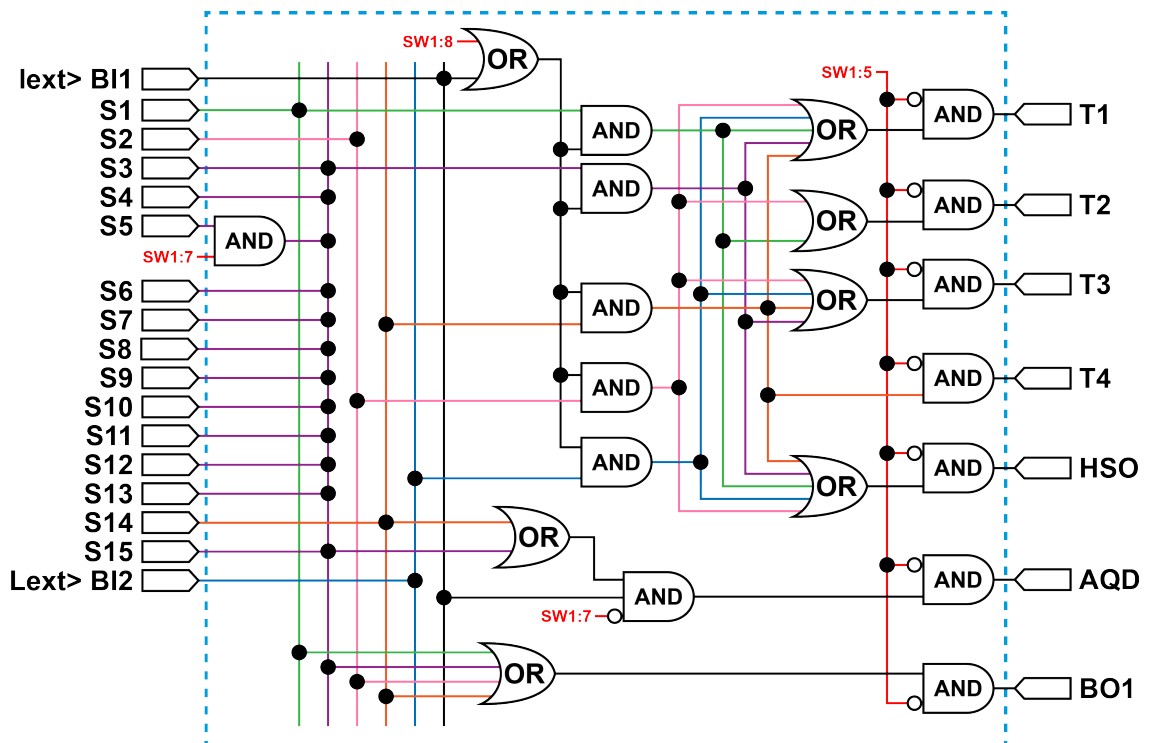 SW1:8
OR
Iext> BI1
SW1:5
S1
AND
OR
AND
T1
S2
S3
AND
S4
AND
T2
S5
AND
OR
SW1:7
S6
AND
OR
AND
T3
S7
S8
S9
AND
AND
T4
S10
S11
S12
AND
AND
HSO
S13
OR
S14
OR
S15
Lext> BI2
AND
AND
AQD
SW1:7
OR
AND
BO1